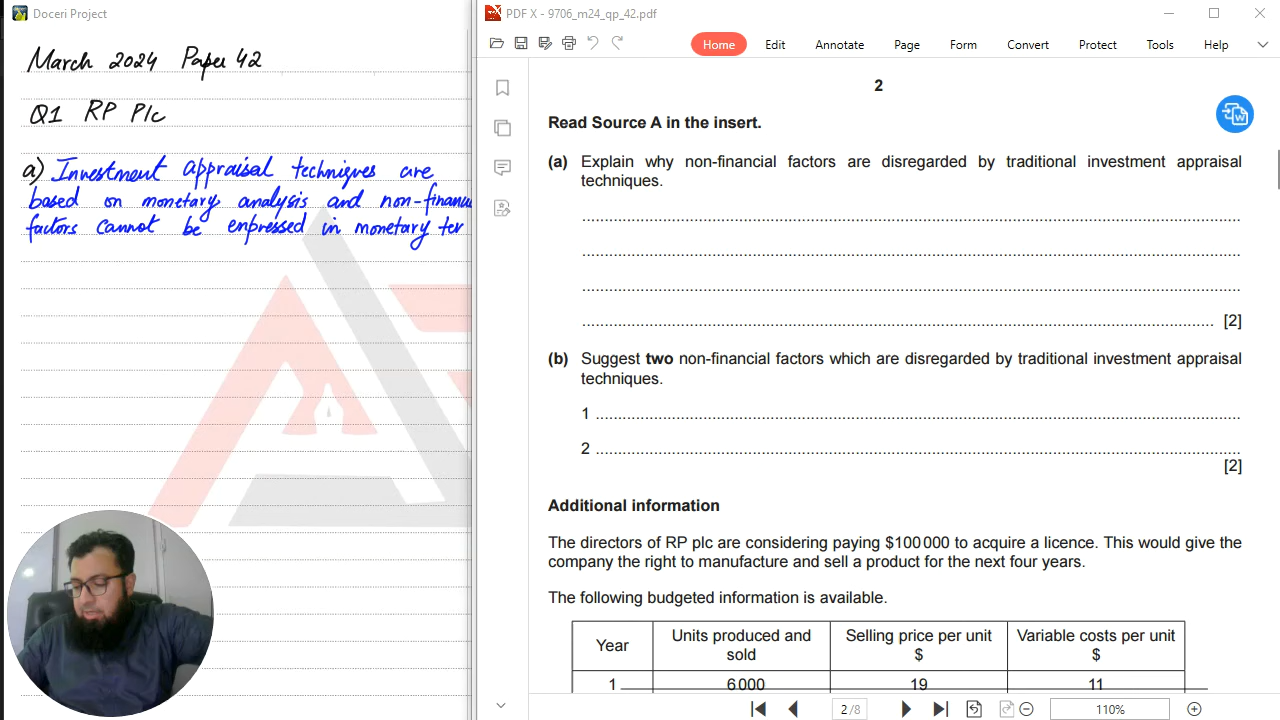 Doceri Project
March 2024 Paper 42
Q1 RP Plc
a) Investment appraisal techniques are
based on monetary analysis and non-financi
factors cannot be expressed in monetary ter
PDF X - 9706_m24_qp_42.pdf
Home Edit Annotate Page Form Convert Protect Tools Help
2
Read Source A in the insert.
(a) Explain why non-financial factors are disregarded by traditional investment appraisal
techniques.
[2]
(b) Suggest two non-financial factors which are disregarded by traditional investment appraisal
techniques.
1
2
[2]
Additional information
The directors of RP plc are considering paying $100 000 to acquire a licence. This would give the
company the right to manufacture and sell a product for the next four years.
The following budgeted information is available.
Year Units produced and sold Selling price per unit $ Variable costs per unit $
1 6 000 19 11
2/8 110%